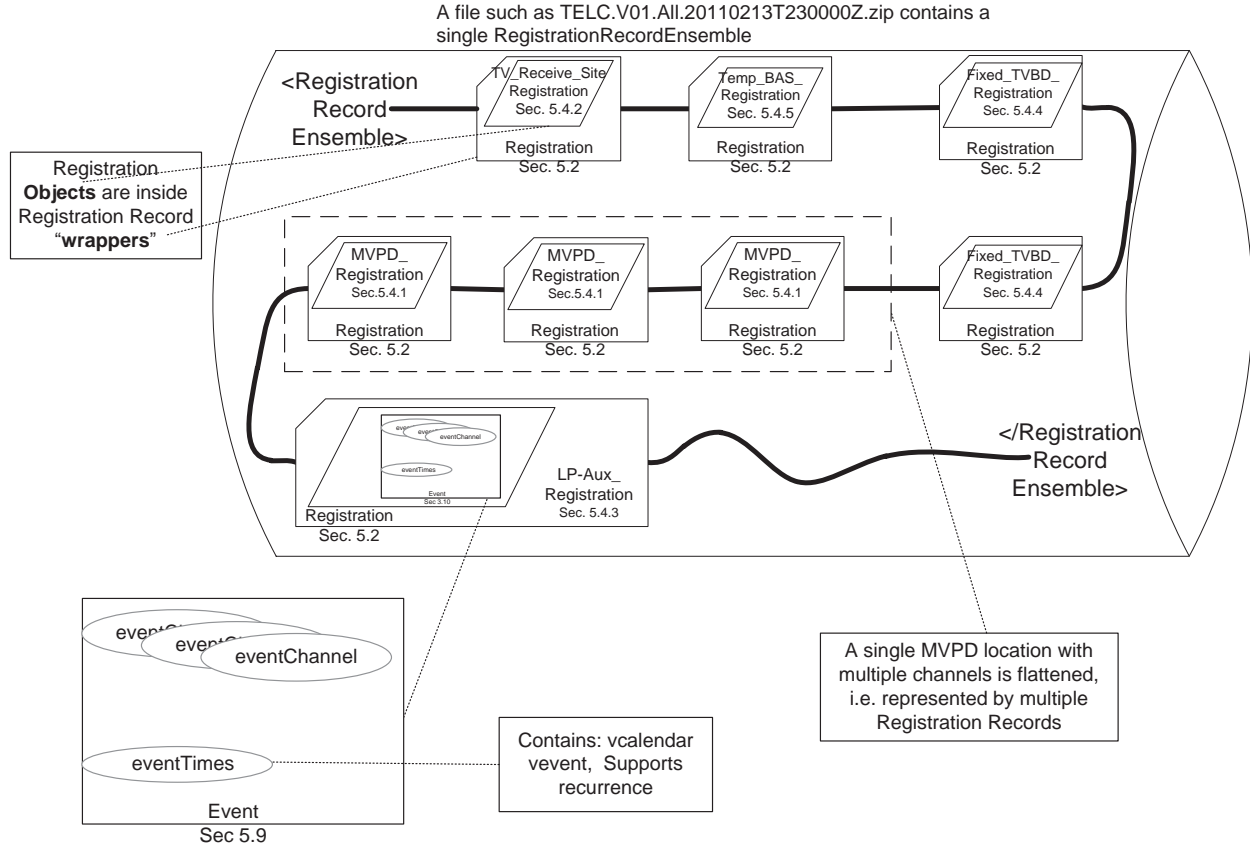 A file such as TELC.V01.All.20110213T230000Z.zip contains a
single RegistrationRecordEnsemble
<Registration
Record
Ensemble>
TV_Receive_Site
Registration
Sec. 5.4.2
Registration
Sec. 5.2
Temp_BAS_
Registration
Sec. 5.4.5
Registration
Sec. 5.2
Fixed_TVBD_
Registration
Sec. 5.4.4
Registration
Sec. 5.2
Registration
Objects are inside
Registration Record
“wrappers”
MVPD_
Registration
Sec.5.4.1
Registration
Sec. 5.2
MVPD_
Registration
Sec.5.4.1
Registration
Sec. 5.2
MVPD_
Registration
Sec. 5.4.1
Registration
Sec. 5.2
Fixed_TVBD_
Registration
Sec. 5.4.4
Registration
Sec. 5.2
eventChannel
eventTimes
Event
Sec 3.10
LP-Aux_
Registration
Sec. 5.4.3
Registration
Sec. 5.2
</Registration
Record
Ensemble>
eventChannel
eventTimes
Event
Sec 5.9
Contains: vcalendar
vevent, Supports
recurrence
A single MVPD location with
multiple channels is flattened,
i.e. represented by multiple
Registration Records